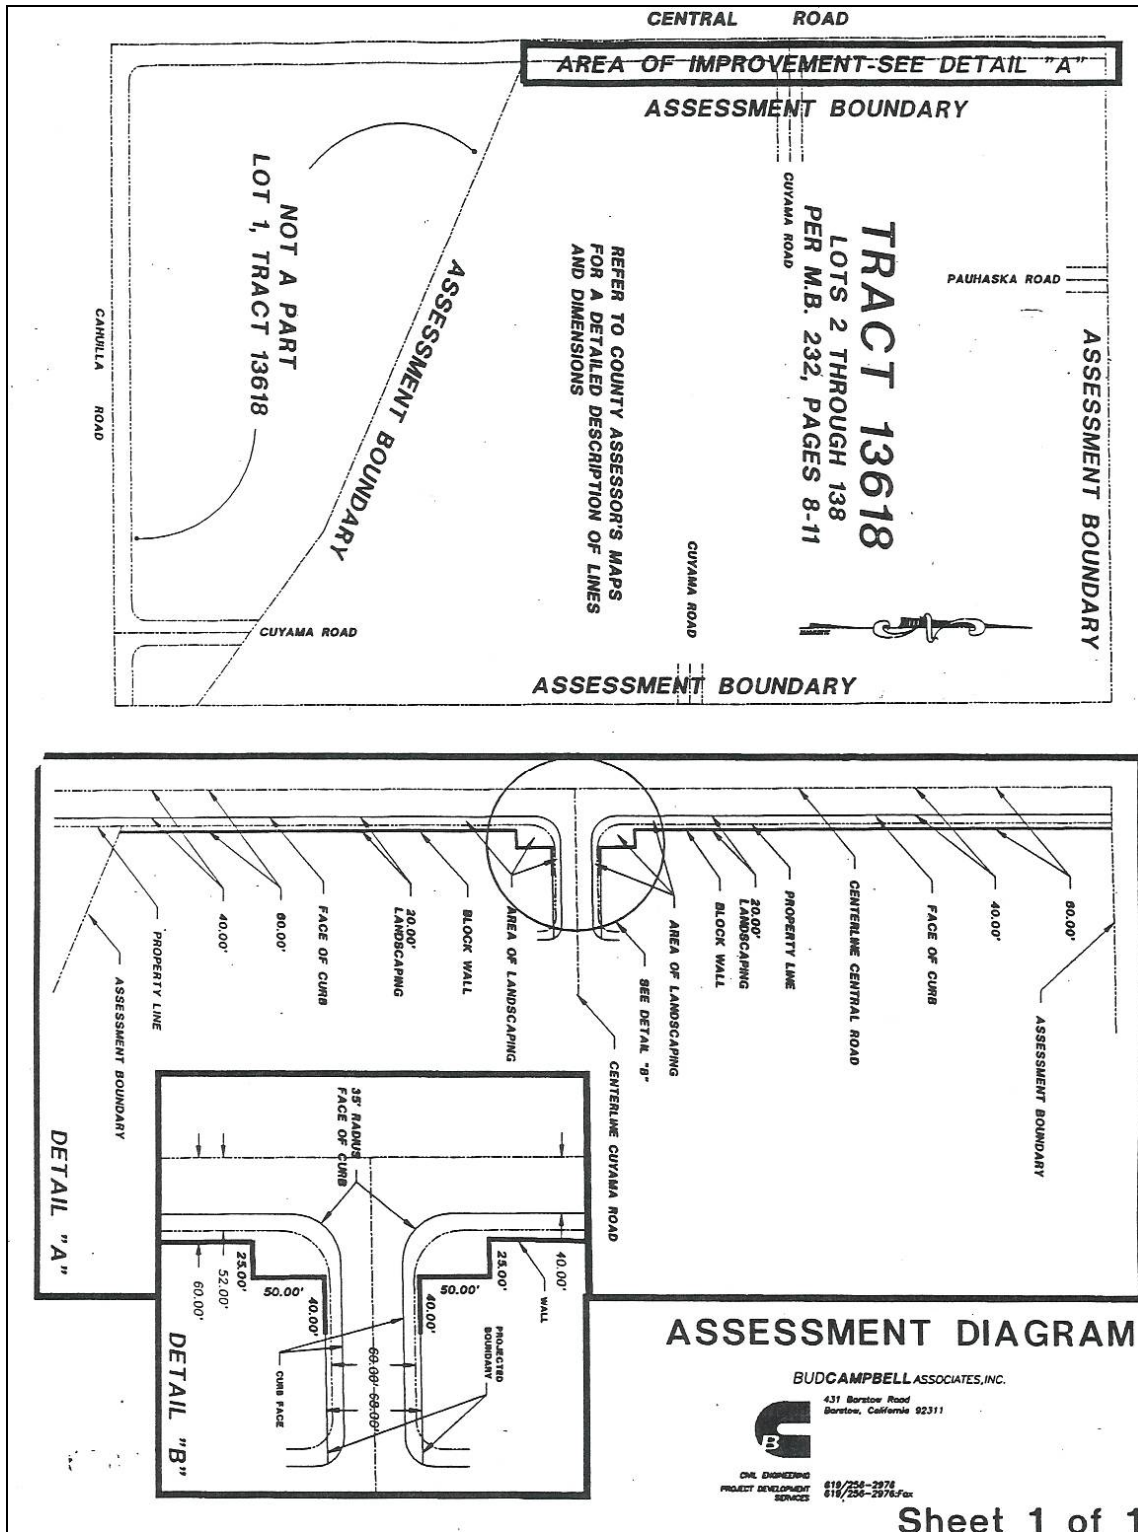 CENTRAL ROAD
AREA OF IMPROVEMENT-SEE DETAIL "A"
ASSESSMENT BOUNDARY
CUYAMA ROAD
PAUHASKA ROAD
ASSESSMENT BOUNDARY
TRACT 13618
LOTS 2 THROUGH 138
PER M.B. 232, PAGES 8-11
REFER TO COUNTY ASSESSOR'S MAPS
FOR A DETAILED DESCRIPTION OF LINES
AND DIMENSIONS
NOT A PART
LOT 1, TRACT 13618
ASSESSMENT BOUNDARY
CAHUILLA ROAD
CUYAMA ROAD
CUYAMA ROAD
ASSESSMENT BOUNDARY
60.00'
40.00'
FACE OF CURB
CENTERLINE CENTRAL ROAD
PROPERTY LINE
20.00'
LANDSCAPING
BLOCK WALL
AREA OF LANDSCAPING
SEE DETAIL "B"
CENTERLINE CUYAMA ROAD
ASSESSMENT BOUNDARY
AREA OF LANDSCAPING
BLOCK WALL
20.00'
LANDSCAPING
FACE OF CURB
60.00'
40.00'
PROPERTY LINE
ASSESSMENT BOUNDARY
DETAIL "A"
35' RADIUS
FACE OF CURB
40.00'
WALL
25.00'
50.00'
40.00'
PROJECTED
BOUNDARY
60.00'
68.00'
25.00'
50.00'
40.00'
52.00'
60.00'
CURB FACE
DETAIL "B"
ASSESSMENT DIAGRAM
BUDCAMPBELL ASSOCIATES, INC.
431 Barstow Road
Barstow, California 92311
B
CIVIL ENGINEERING
PROJECT DEVELOPMENT
SERVICES
619/256-2976
619/256-2976:Fax
Sheet 1 of 1